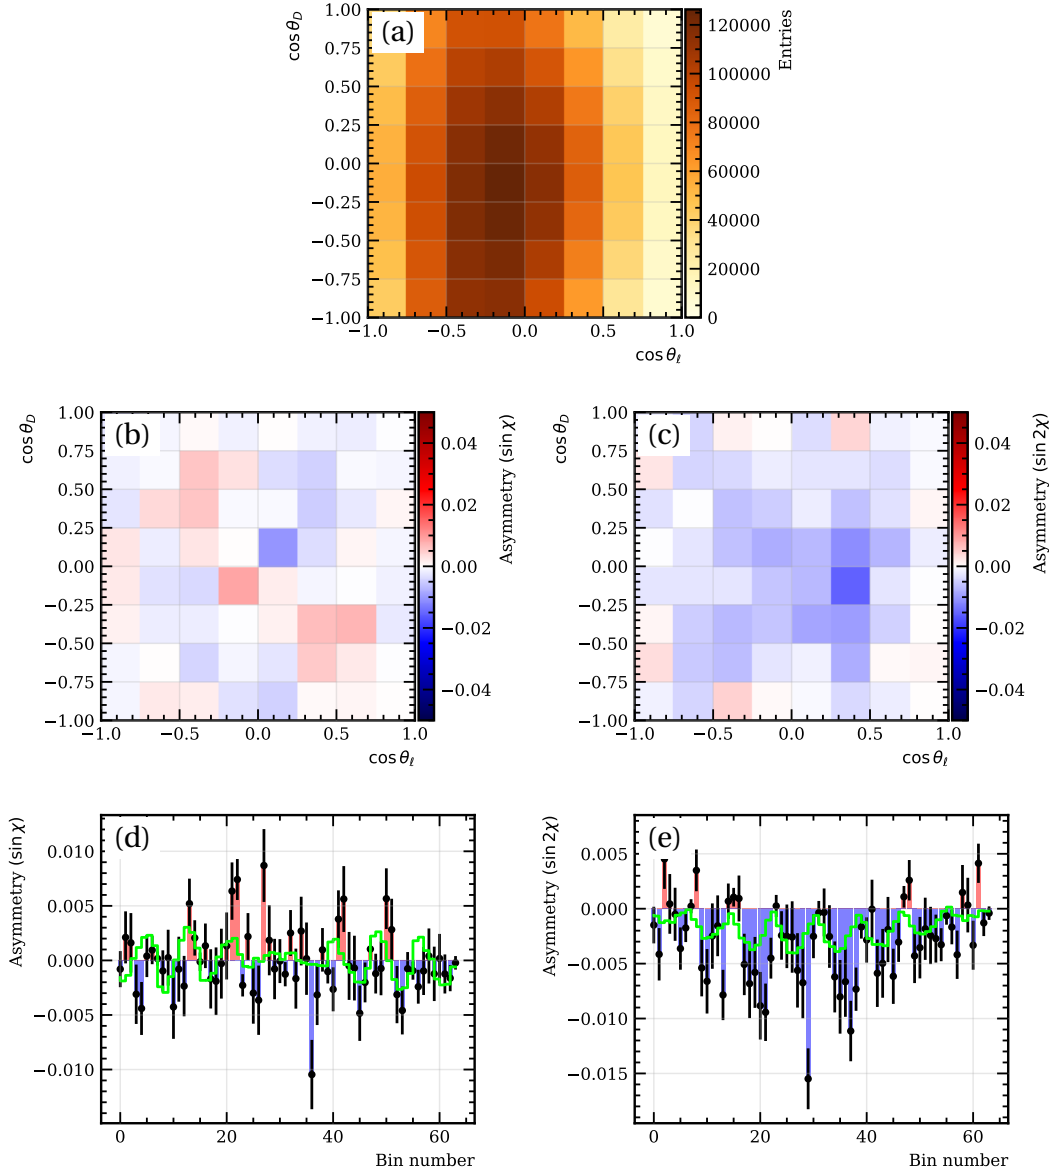 (a)
cos θ_D
1.00
0.75
0.50
0.25
0.00
−0.25
−0.50
−0.75
−1.00
−1.0 −0.5 0.0 0.5 1.0
cos θ_ℓ
120000
100000
80000
60000
40000
20000
0
Entries
(b)
cos θ_D
1.00
0.75
0.50
0.25
0.00
−0.25
−0.50
−0.75
−1.00
−1.0 −0.5 0.0 0.5 1.0
cos θ_ℓ
0.04
0.02
0.00
−0.02
−0.04
Asymmetry (sin χ)
(c)
cos θ_D
1.00
0.75
0.50
0.25
0.00
−0.25
−0.50
−0.75
−1.00
−1.0 −0.5 0.0 0.5 1.0
cos θ_ℓ
0.04
0.02
0.00
−0.02
−0.04
Asymmetry (sin 2χ)
(d)
Asymmetry (sin χ)
0.010
0.005
0.000
−0.005
−0.010
0 20 40 60
Bin number
(e)
Asymmetry (sin 2χ)
0.005
0.000
−0.005
−0.010
−0.015
0 20 40 60
Bin number